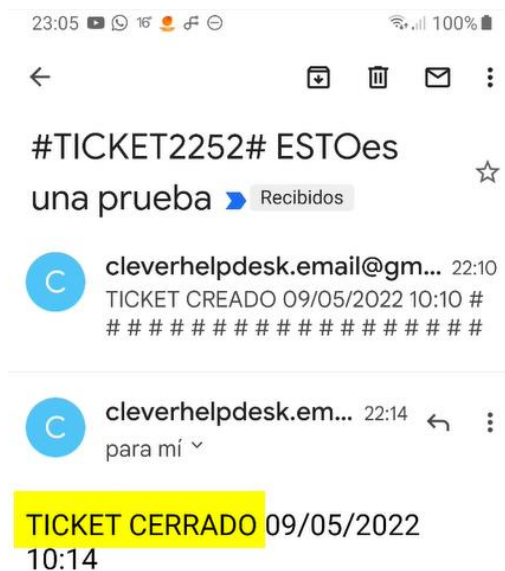 23:05 16° 100%
#TICKET2252# ESTOes
una prueba Recibidos
C cleverhelpdesk.email@gm... 22:10
TICKET CREADO 09/05/2022 10:10 #
# # # # # # # # # # # # # # # # # #
C cleverhelpdesk.em... 22:14
para mí
TICKET CERRADO 09/05/2022
10:14